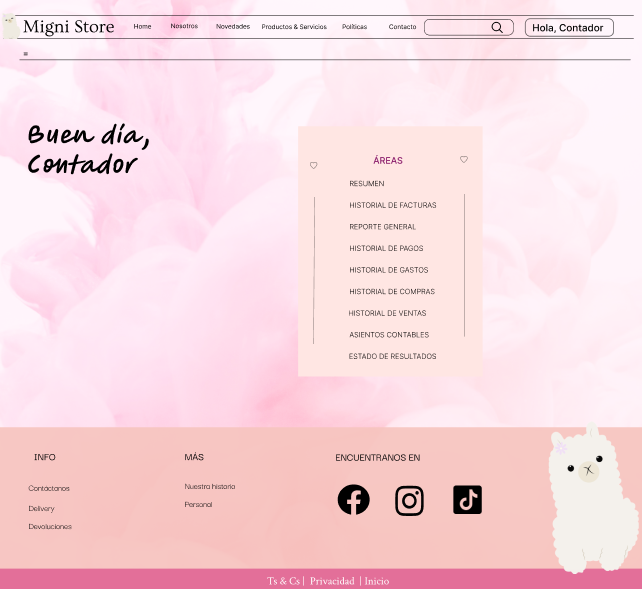 Migni Store
Home Nosotros Novedades Productos & Servicios Políticas Contacto
Hola, Contador
Buen día,
Contador
ÁREAS
RESUMEN
HISTORIAL DE FACTURAS
REPORTE GENERAL
HISTORIAL DE PAGOS
HISTORIAL DE GASTOS
HISTORIAL DE COMPRAS
HISTORIAL DE VENTAS
ASIENTOS CONTABLES
ESTADO DE RESULTADOS
INFO
Contáctanos
Delivery
Devoluciones
MÁS
Nuestra historia
Personal
ENCUENTRANOS EN
Ts & Cs | Privacidad | Inicio